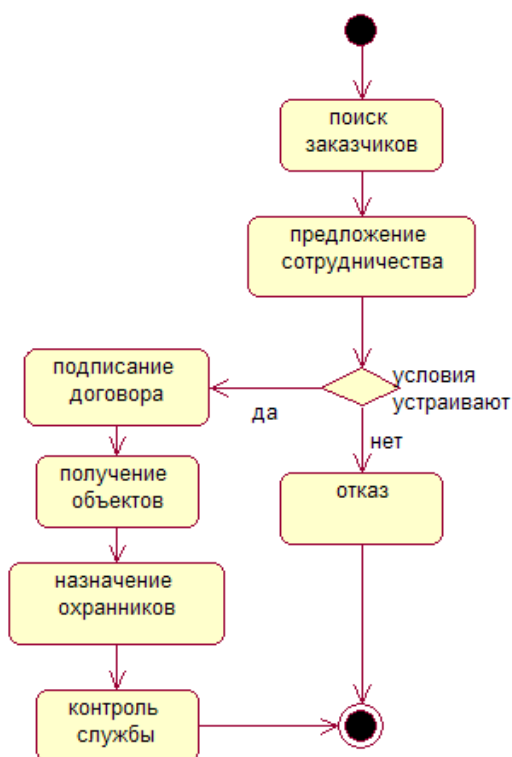 поиск
заказчиков
предложение
сотрудничества
условия
устраивают
да
нет
подписание
договора
получение
объектов
назначение
охранников
контроль
службы
отказ